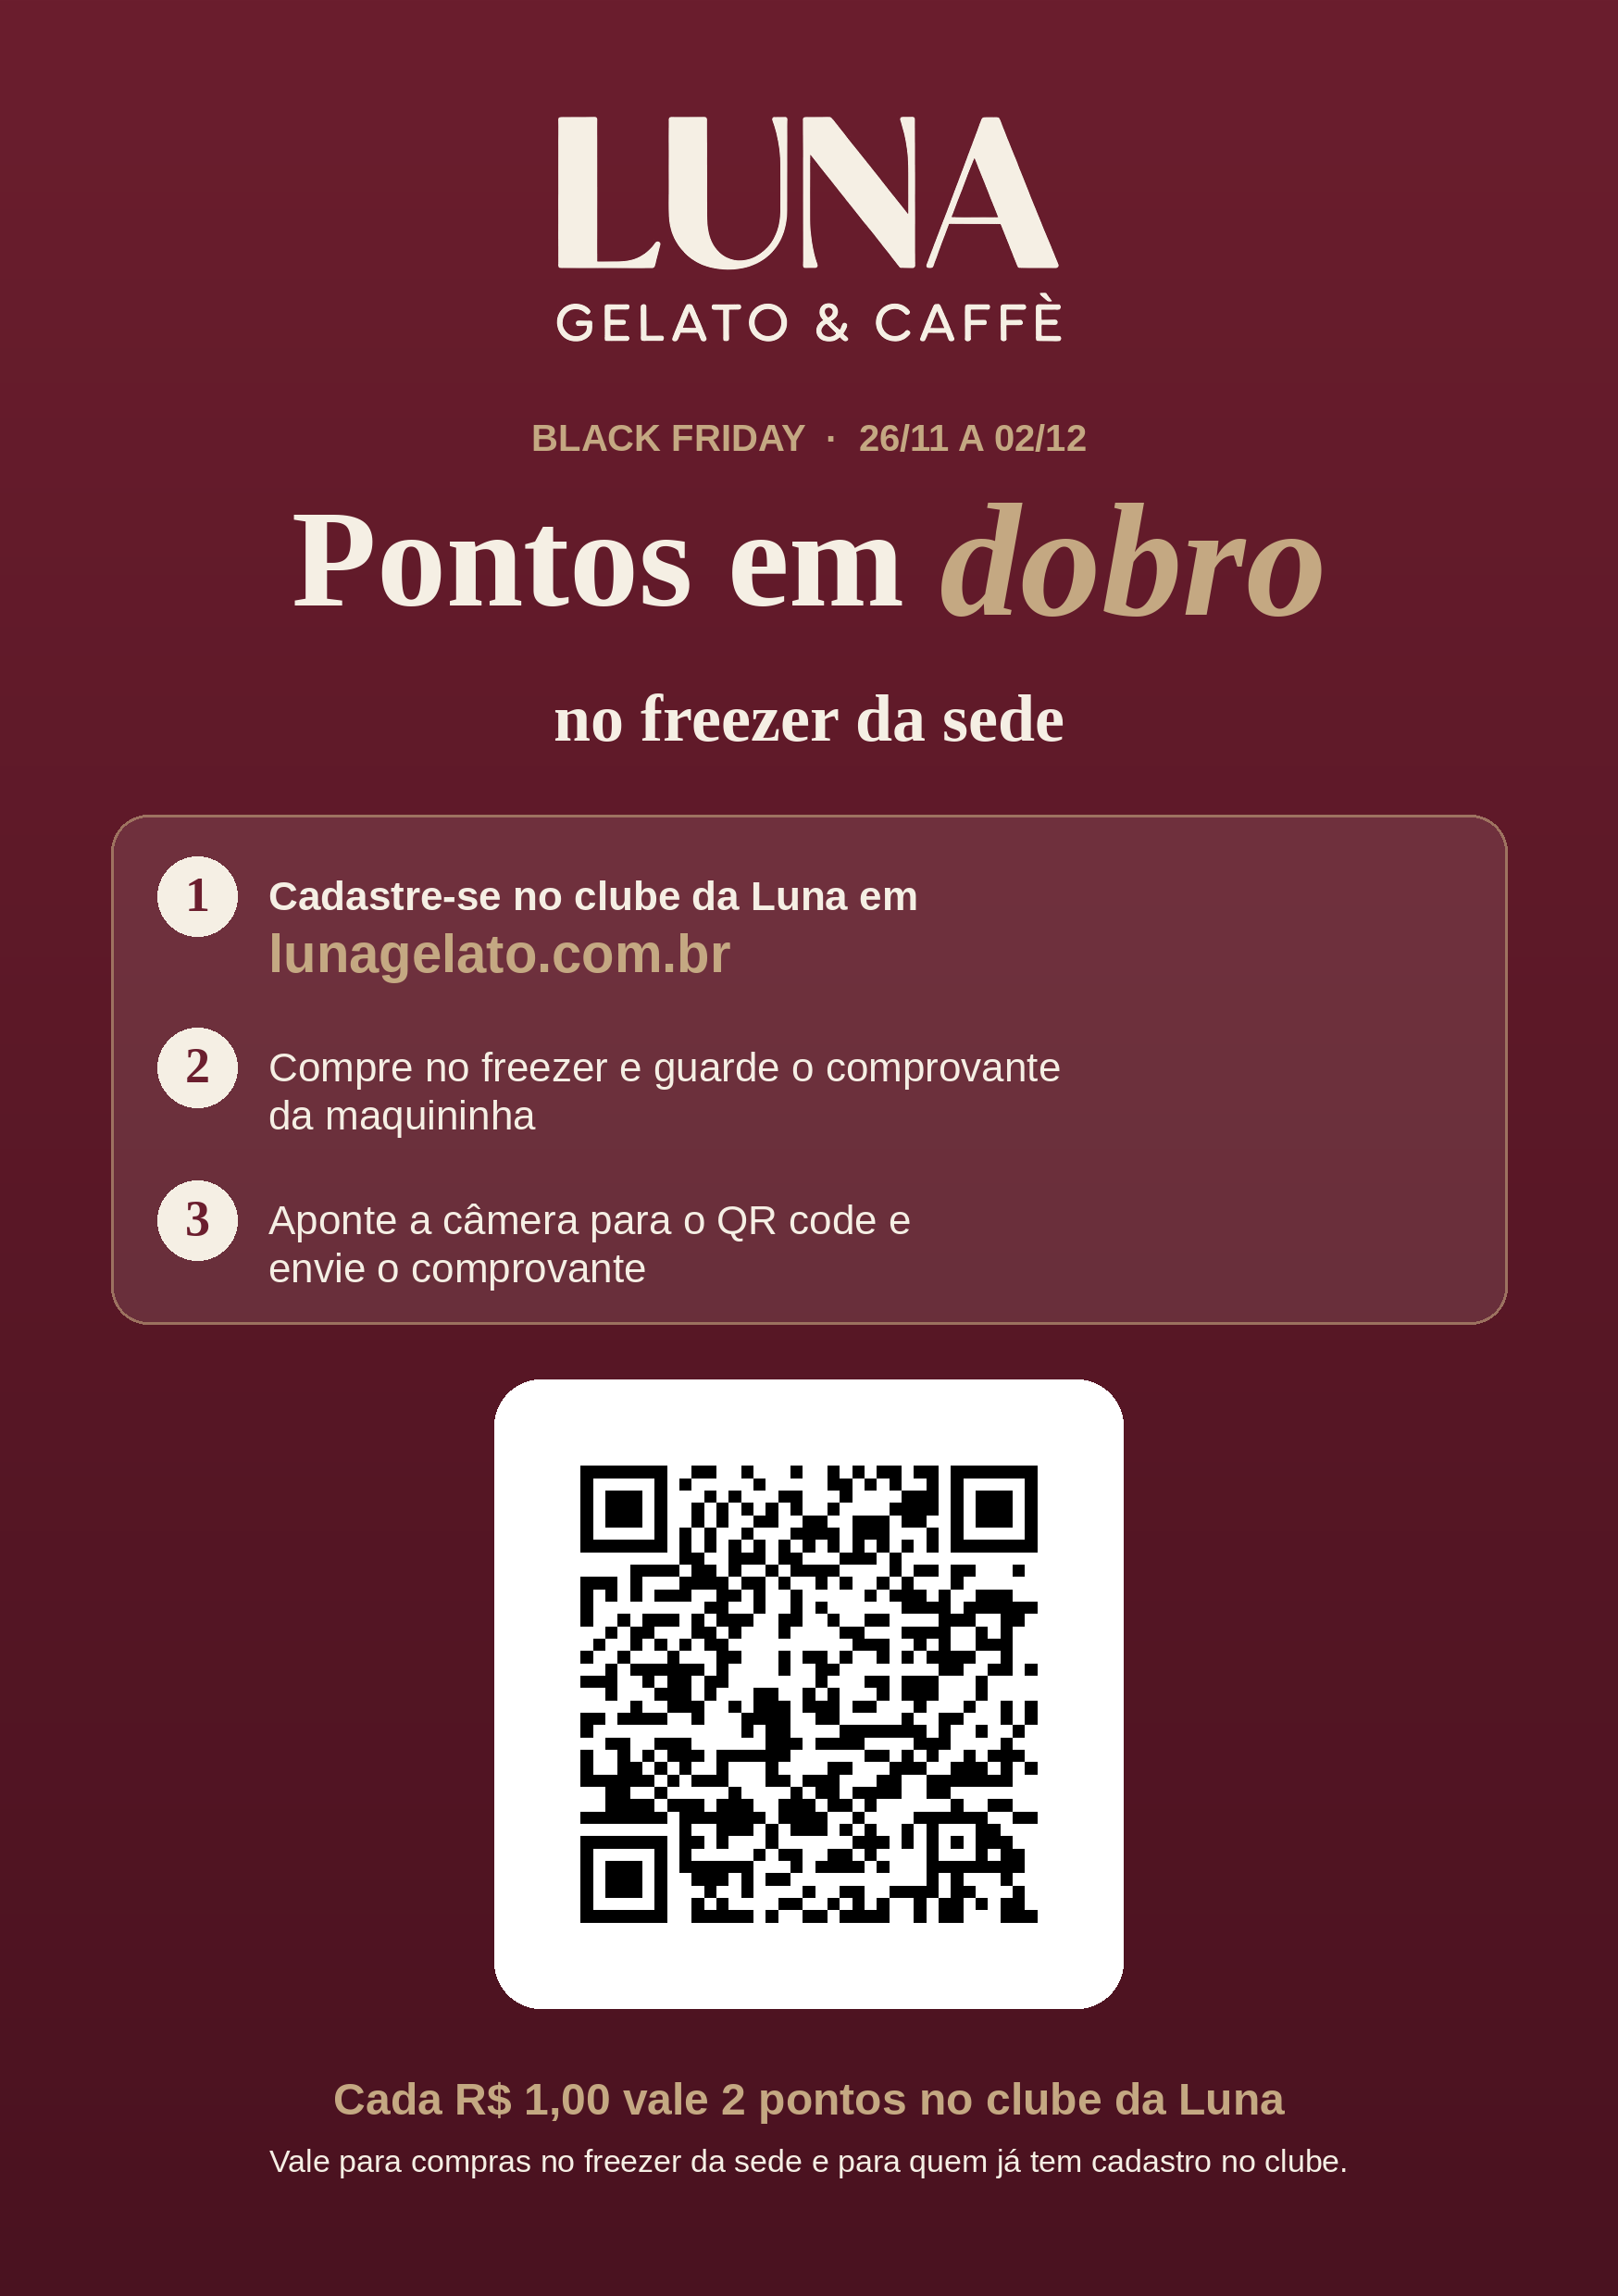 LUNA
GELATO & CAFFÈ
BLACK FRIDAY · 26/11 A 02/12
Pontos em dobro
no freezer da sede
1 Cadastre-se no clube da Luna em
lunagelato.com.br
2 Compre no freezer e guarde o comprovante
da maquininha
3 Aponte a câmera para o QR code e
envie o comprovante
Cada R$ 1,00 vale 2 pontos no clube da Luna
Vale para compras no freezer da sede e para quem já tem cadastro no clube.